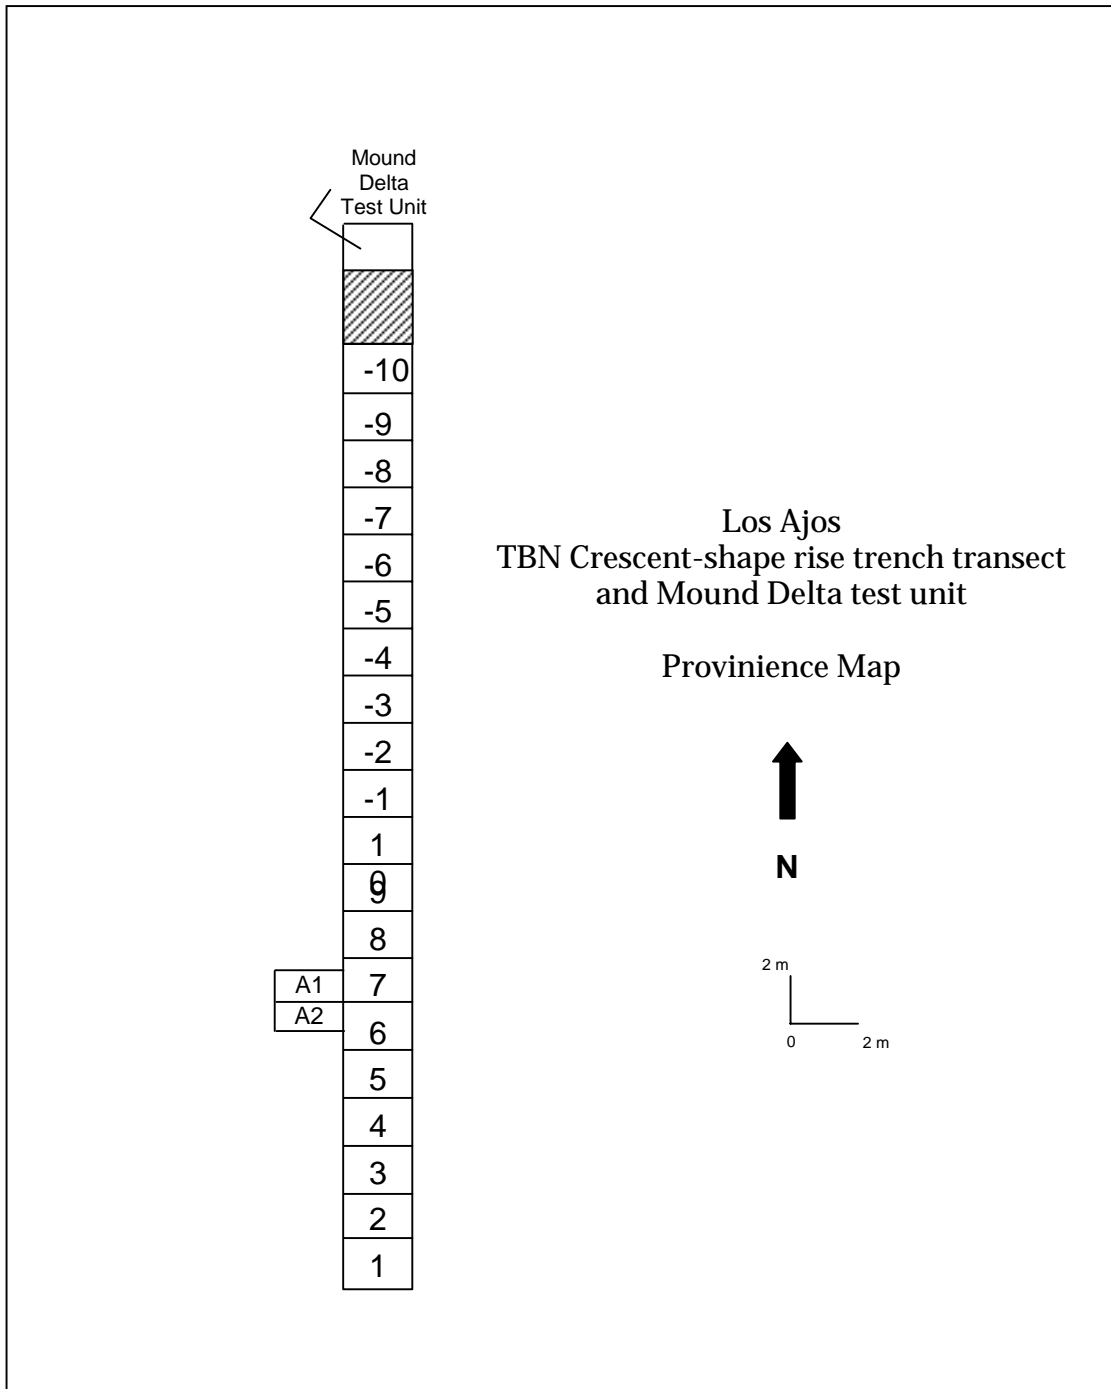 Mound
Delta
Test Unit
-10
-9
-8
-7
-6
-5
-4
-3
-2
-1
1
0
9
8
7
6
5
4
3
2
1
A1
A2
Los Ajos
TBN Crescent-shape rise trench transect
and Mound Delta test unit
Provinience Map
N
2 m
0
2 m